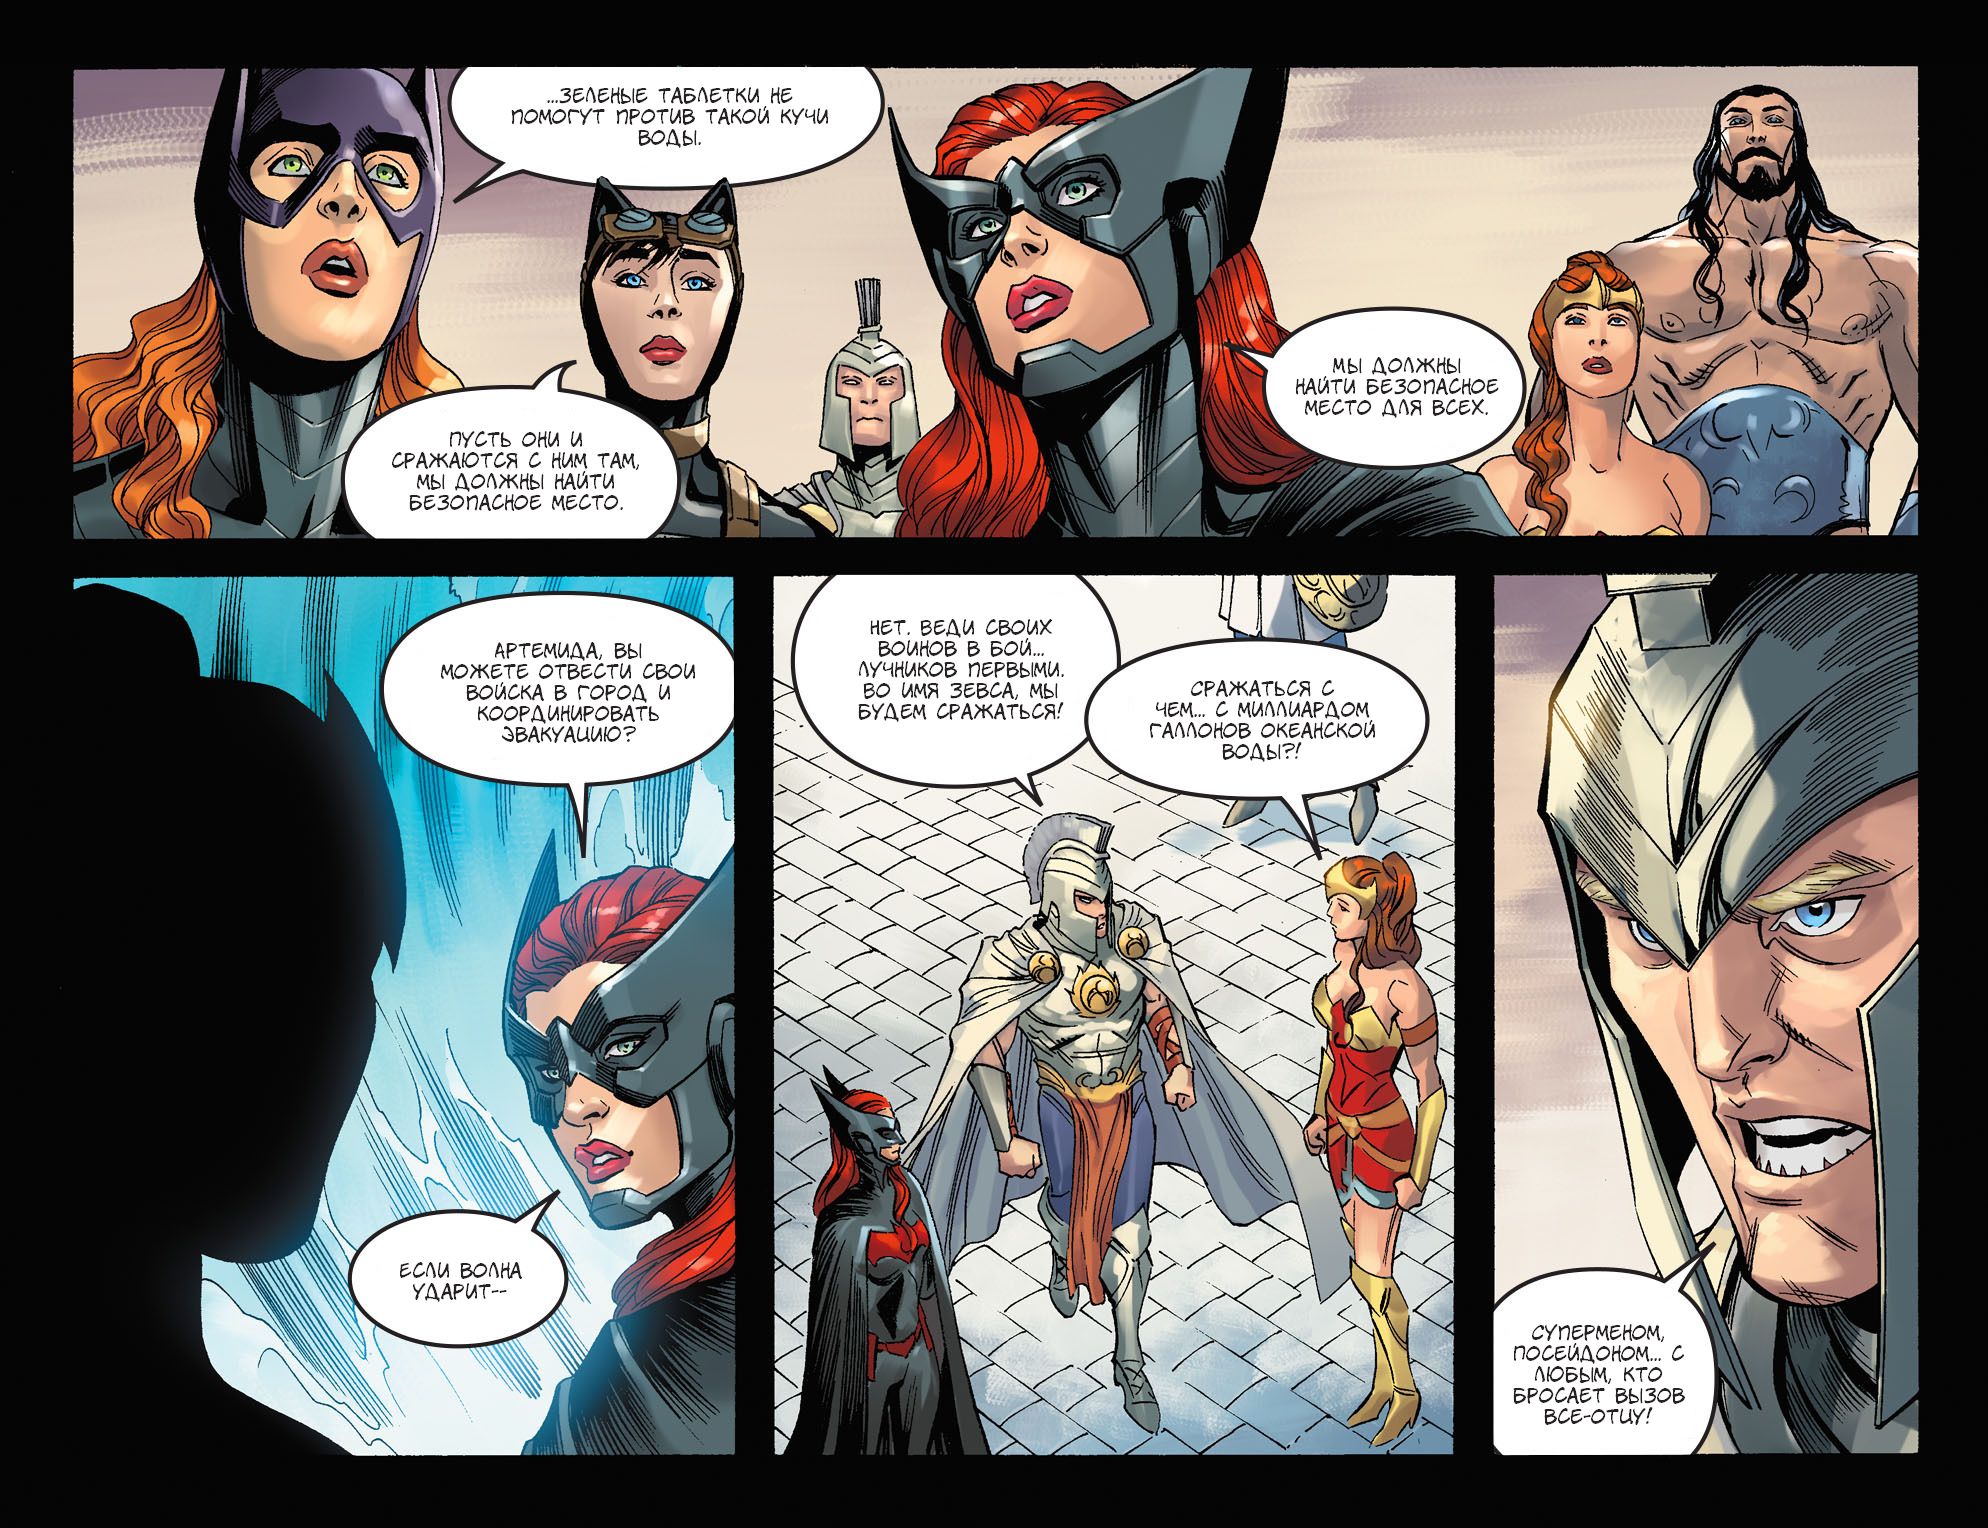 ...ЗЕЛЕНЫЕ ТАБЛЕТКИ НЕ
ПОМОГУТ ПРОТИВ ТАКОЙ КУЧИ
ВОДЫ.
ПУСТЬ ОНИ И
СРАЖАЮТСЯ С НИМ ТАМ,
МЫ ДОЛЖНЫ НАЙТИ
БЕЗОПАСНОЕ МЕСТО.
МЫ ДОЛЖНЫ
НАЙТИ БЕЗОПАСНОЕ
МЕСТО ДЛЯ ВСЕХ.
АРТЕМИДА, ВЫ
МОЖЕТЕ ОТВЕСТИ СВОИ
ВОЙСКА В ГОРОД И
КООРДИНИРОВАТЬ
ЭВАКУАЦИЮ?
ЕСЛИ ВОЛНА
УДАРИТ--
НЕТ. ВЕДИ СВОИХ
ВОИНОВ В БОЙ...
ЛУЧНИКОВ ПЕРВЫМИ.
ВО ИМЯ ЗЕВСА, МЫ
БУДЕМ СРАЖАТЬСЯ!
СРАЖАТЬСЯ С
ЧЕМ... С МИЛЛИАРДОМ
ГАЛЛОНОВ ОКЕАНСКОЙ
ВОДЫ?!
СУПЕРМЕНОМ,
ПОСЕЙДОНОМ... С
ЛЮБЫМ, КТО
БРОСАЕТ ВЫЗОВ
ВСЕ-ОТЦУ!